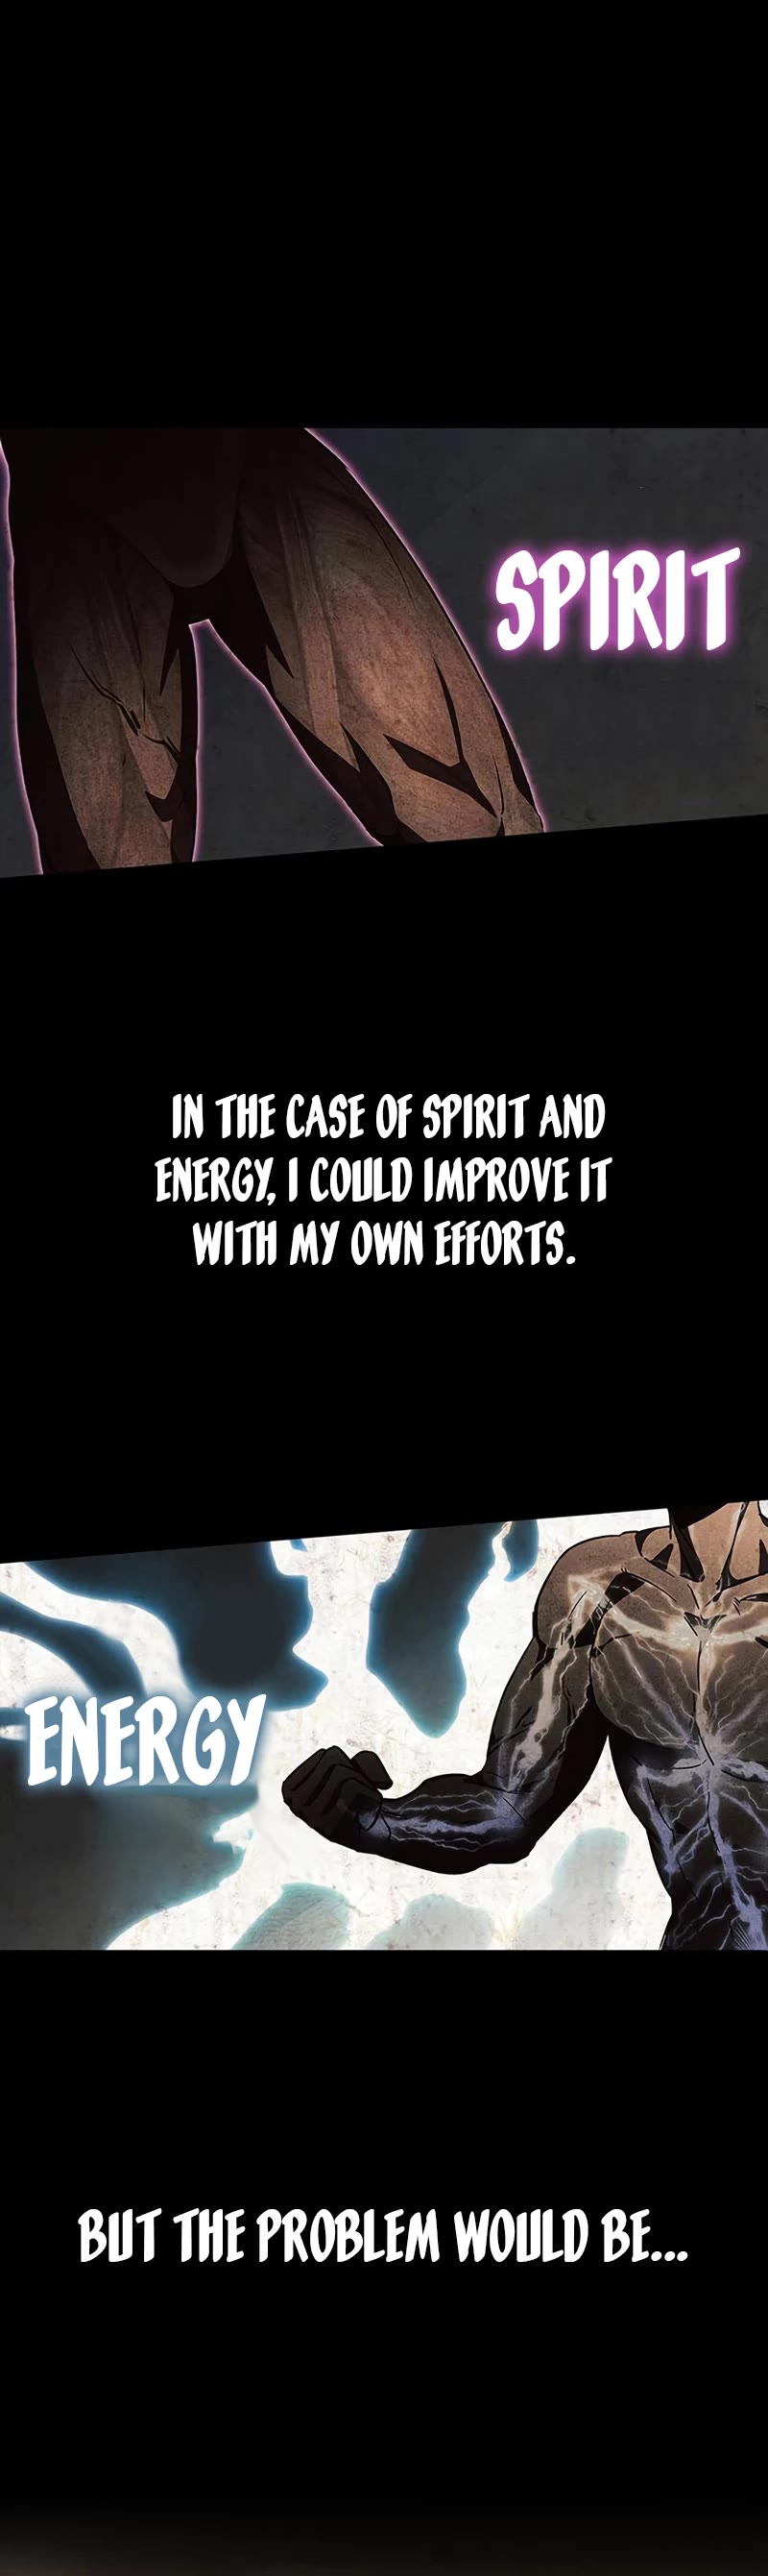 SPIRIT
IN THE CASE OF SPIRIT AND
ENERGY, I COULD IMPROVE IT
WITH MY OWN EFFORTS.
ENERGY
BUT THE PROBLEM WOULD BE...